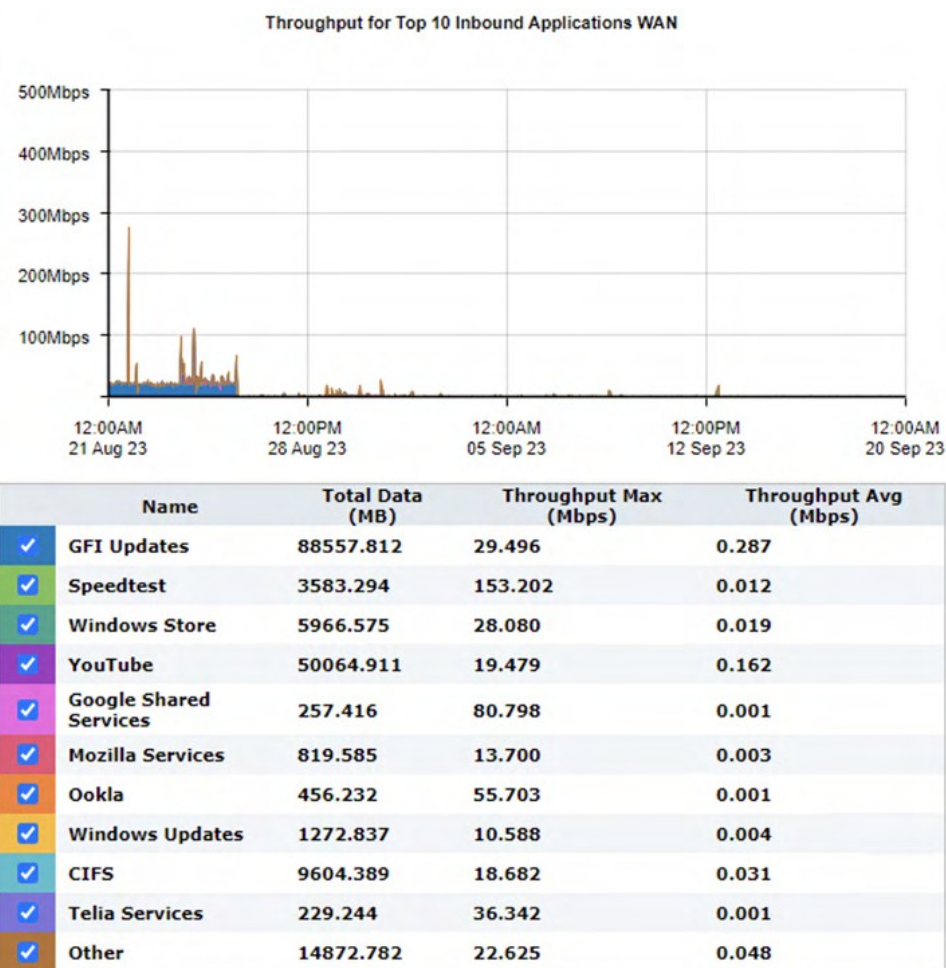 Throughput for Top 10 Inbound Applications WAN
500Mbps
400Mbps
300Mbps
200Mbps
100Mbps
12:00AM 12:00PM 12:00AM 12:00PM 12:00AM
21 Aug 23 28 Aug 23 05 Sep 23 12 Sep 23 20 Sep 23
Name Total Data Throughput Max Throughput Avg
(MB) (Mbps) (Mbps)
GFI Updates 88557.812 29.496 0.287
Speedtest 3583.294 153.202 0.012
Windows Store 5966.575 28.080 0.019
YouTube 50064.911 19.479 0.162
Google Shared
Services 257.416 80.798 0.001
Mozilla Services 819.585 13.700 0.003
Ookla 456.232 55.703 0.001
Windows Updates 1272.837 10.588 0.004
CIFS 9604.389 18.682 0.031
Telia Services 229.244 36.342 0.001
Other 14872.782 22.625 0.048